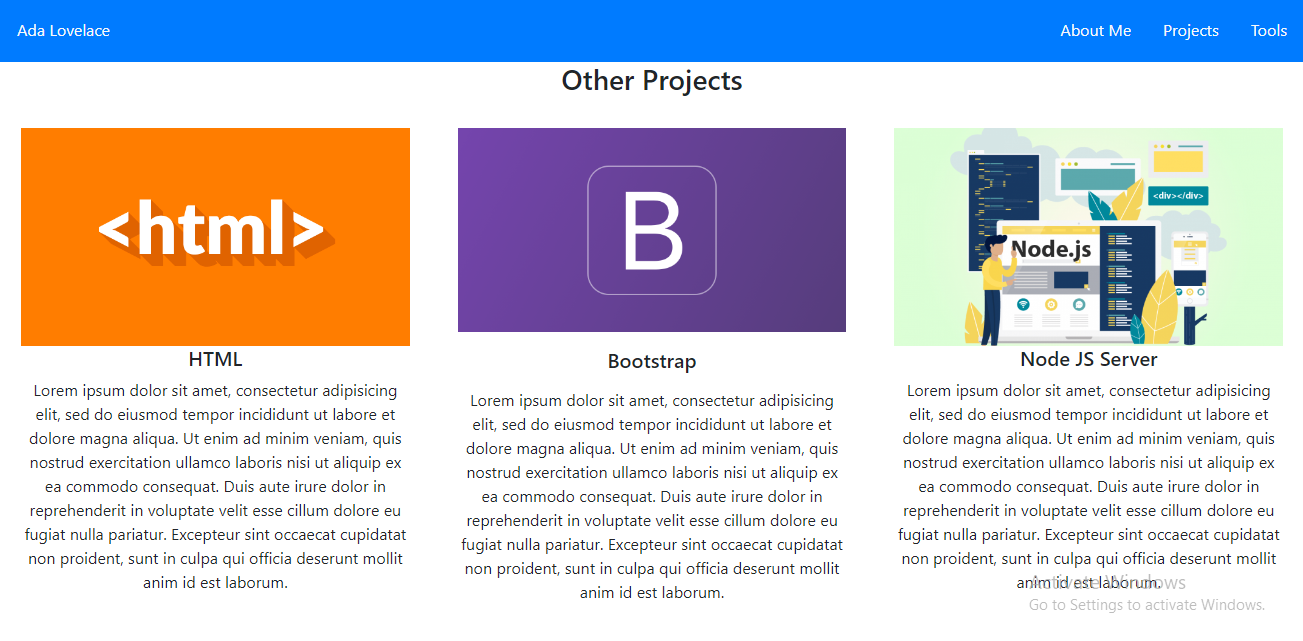 Ada Lovelace
About Me
Projects
Tools
Other Projects
<html>
HTML
Lorem ipsum dolor sit amet, consectetur adipisicing
elit, sed do eiusmod tempor incididunt ut labore et
dolore magna aliqua. Ut enim ad minim veniam, quis
nostrud exercitation ullamco laboris nisi ut aliquip ex
ea commodo consequat. Duis aute irure dolor in
reprehenderit in voluptate velit esse cillum dolore eu
fugiat nulla pariatur. Excepteur sint occaecat cupidatat
non proident, sunt in culpa qui officia deserunt mollit
anim id est laborum.
B
Bootstrap
Lorem ipsum dolor sit amet, consectetur adipisicing
elit, sed do eiusmod tempor incididunt ut labore et
dolore magna aliqua. Ut enim ad minim veniam, quis
nostrud exercitation ullamco laboris nisi ut aliquip ex
ea commodo consequat. Duis aute irure dolor in
reprehenderit in voluptate velit esse cillum dolore eu
fugiat nulla pariatur. Excepteur sint occaecat cupidatat
non proident, sunt in culpa qui officia deserunt mollit
anim id est laborum.
<div></div>
Node.js
Node JS Server
Lorem ipsum dolor sit amet, consectetur adipisicing
elit, sed do eiusmod tempor incididunt ut labore et
dolore magna aliqua. Ut enim ad minim veniam, quis
nostrud exercitation ullamco laboris nisi ut aliquip ex
ea commodo consequat. Duis aute irure dolor in
reprehenderit in voluptate velit esse cillum dolore eu
fugiat nulla pariatur. Excepteur sint occaecat cupidatat
non proident, sunt in culpa qui officia deserunt mollit
anim id est laborum.
Activate Windows
Go to Settings to activate Windows.